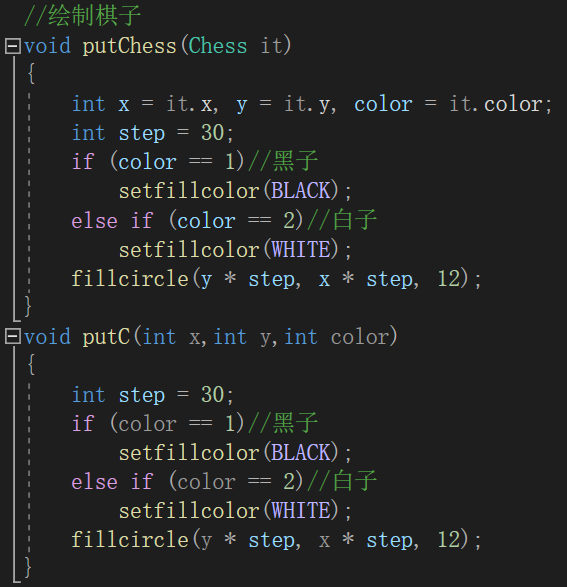 //绘制棋子
void putChess(Chess it)
{
    int x = it.x, y = it.y, color = it.color;
    int step = 30;
    if (color == 1)//黑子
        setfillcolor(BLACK);
    else if (color == 2)//白子
        setfillcolor(WHITE);
    fillcircle(y * step, x * step, 12);
}
void putC(int x,int y,int color)
{
    int step = 30;
    if (color == 1)//黑子
        setfillcolor(BLACK);
    else if (color == 2)//白子
        setfillcolor(WHITE);
    fillcircle(y * step, x * step, 12);
}